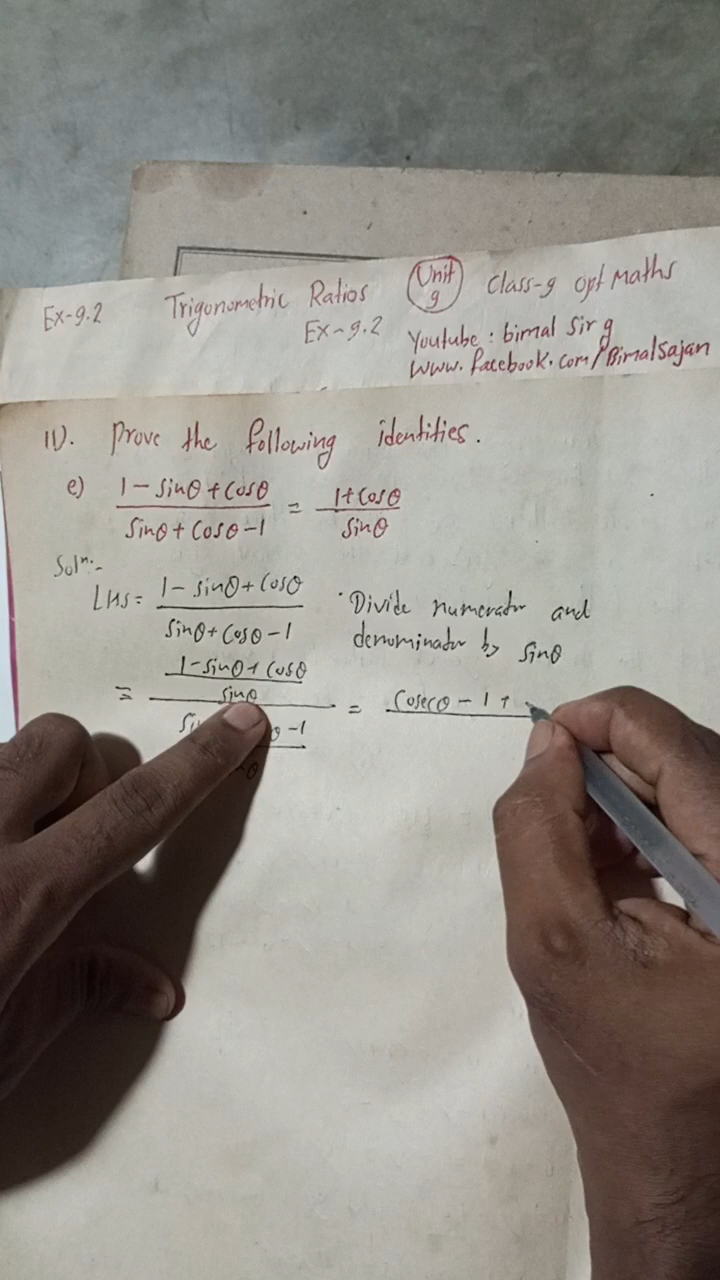 Ex-9.2 Trigonometric Ratios Unit 9 Class-9 opt Maths
Ex-9.2 Youtube : bimal sir g
www.facebook.com/Bimalsajan
11). Prove the following identities.
e) 1 - sinθ + cosθ / sinθ + cosθ - 1 = 1 + cosθ / sinθ
Solⁿ:-
LHS = 1 - sinθ + cosθ / sinθ + cosθ - 1
Divide numerator and
denominator by sinθ
= 1 - sinθ + cosθ / sinθ = cosecθ - 1 +